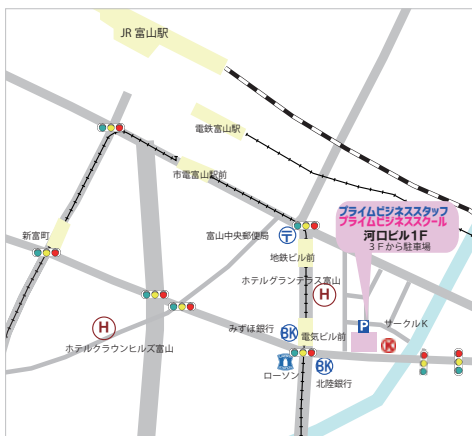 JR 富山駅
電鉄富山駅
市電富山駅前
新富町
富山中央郵便局
プライムビジネススタッフ
プライムビジネススクール
河口ビル1F
3Fから駐車場
地鉄ビル前
ホテルグランテラス富山
H
H
ホテルクラウンヒルズ富山
みずほ銀行
BK
電気ビル前
P
サークルK
K
ローソン
BK
北陸銀行